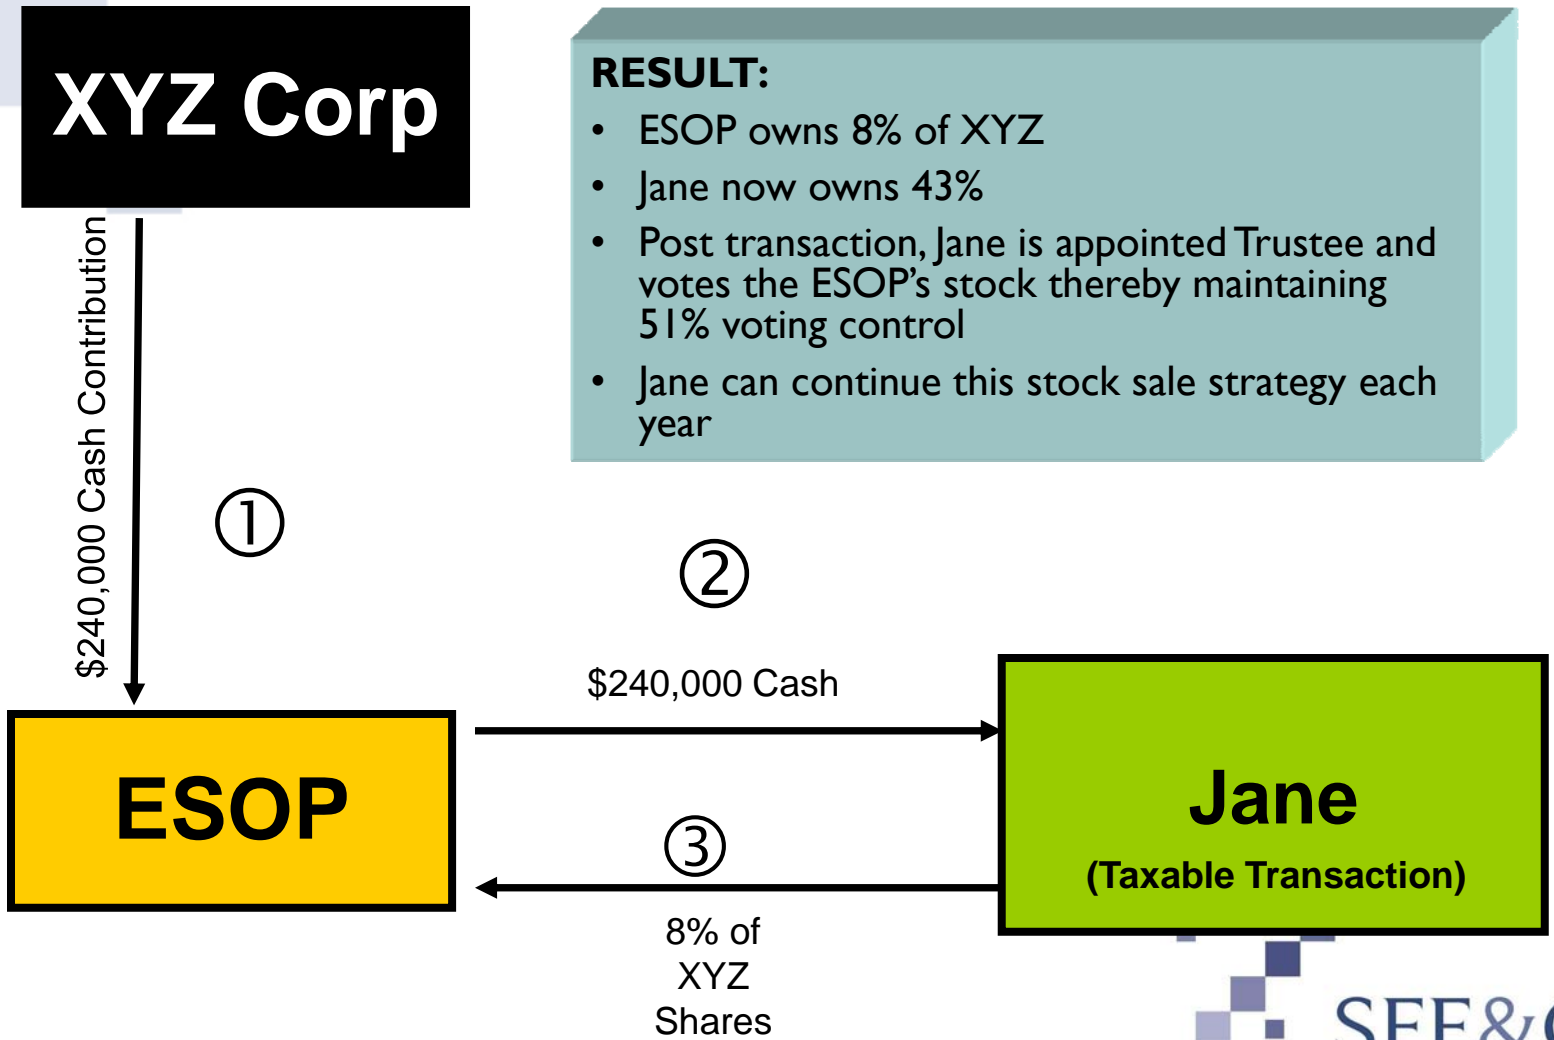 XYZ Corp
RESULT:
• ESOP owns 8% of XYZ
• Jane now owns 43%
• Post transaction, Jane is appointed Trustee and
votes the ESOP’s stock thereby maintaining
51% voting control
• Jane can continue this stock sale strategy each
year
$240,000 Cash Contribution
①
②
$240,000 Cash
ESOP
Jane
(Taxable Transaction)
③
8% of
XYZ
Shares